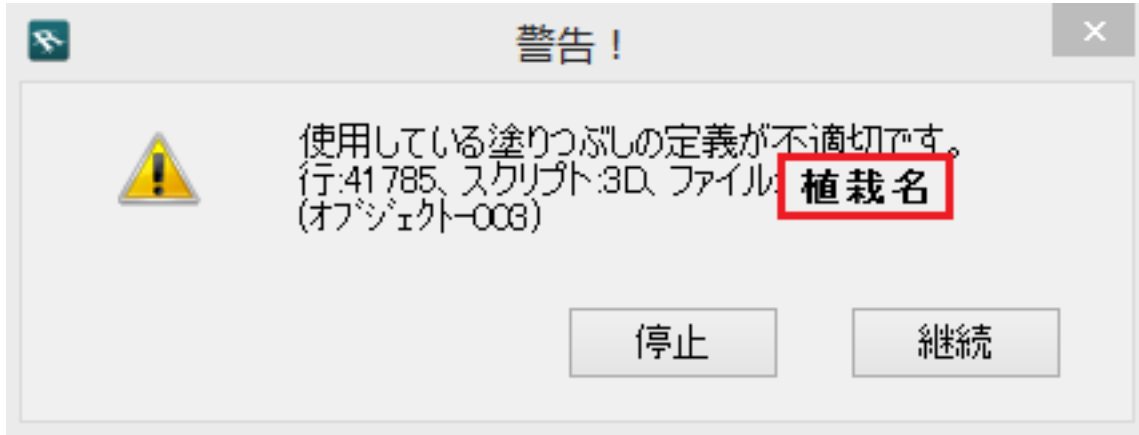 警告！
使用している塗りつぶしの定義が不適切です。
行:41785、スクリプト:3D、ファイル: 植栽名
(オブジェクト-003)
停止 継続